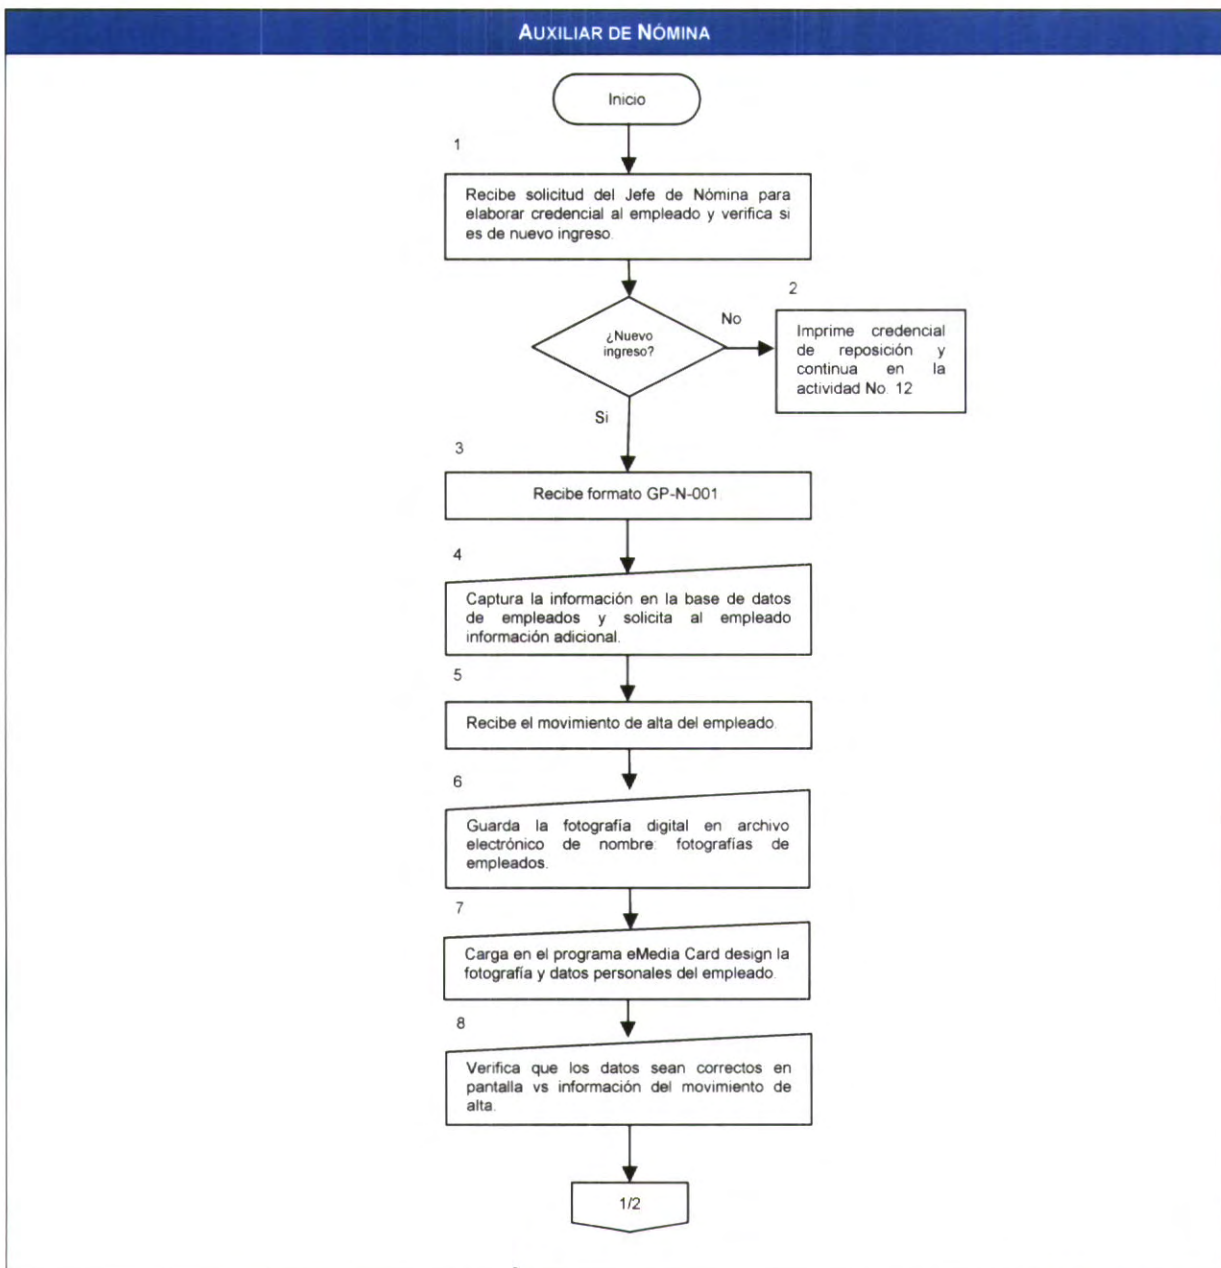 AUXILIAR DE NÓMINA
Inicio
1
Recibe solicitud del Jefe de Nómina para
elaborar credencial al empleado y verifica si
es de nuevo ingreso.
¿Nuevo
ingreso?
No
2
Imprime credencial
de reposición y
continua en la
actividad No. 12
Si
3
Recibe formato GP-N-001.
4
Captura la información en la base de datos
de empleados y solicita al empleado
información adicional.
5
Recibe el movimiento de alta del empleado.
6
Guarda la fotografía digital en archivo
electrónico de nombre: fotografías de
empleados.
7
Carga en el programa eMedia Card design la
fotografía y datos personales del empleado.
8
Verifica que los datos sean correctos en
pantalla vs información del movimiento de
alta.
1/2